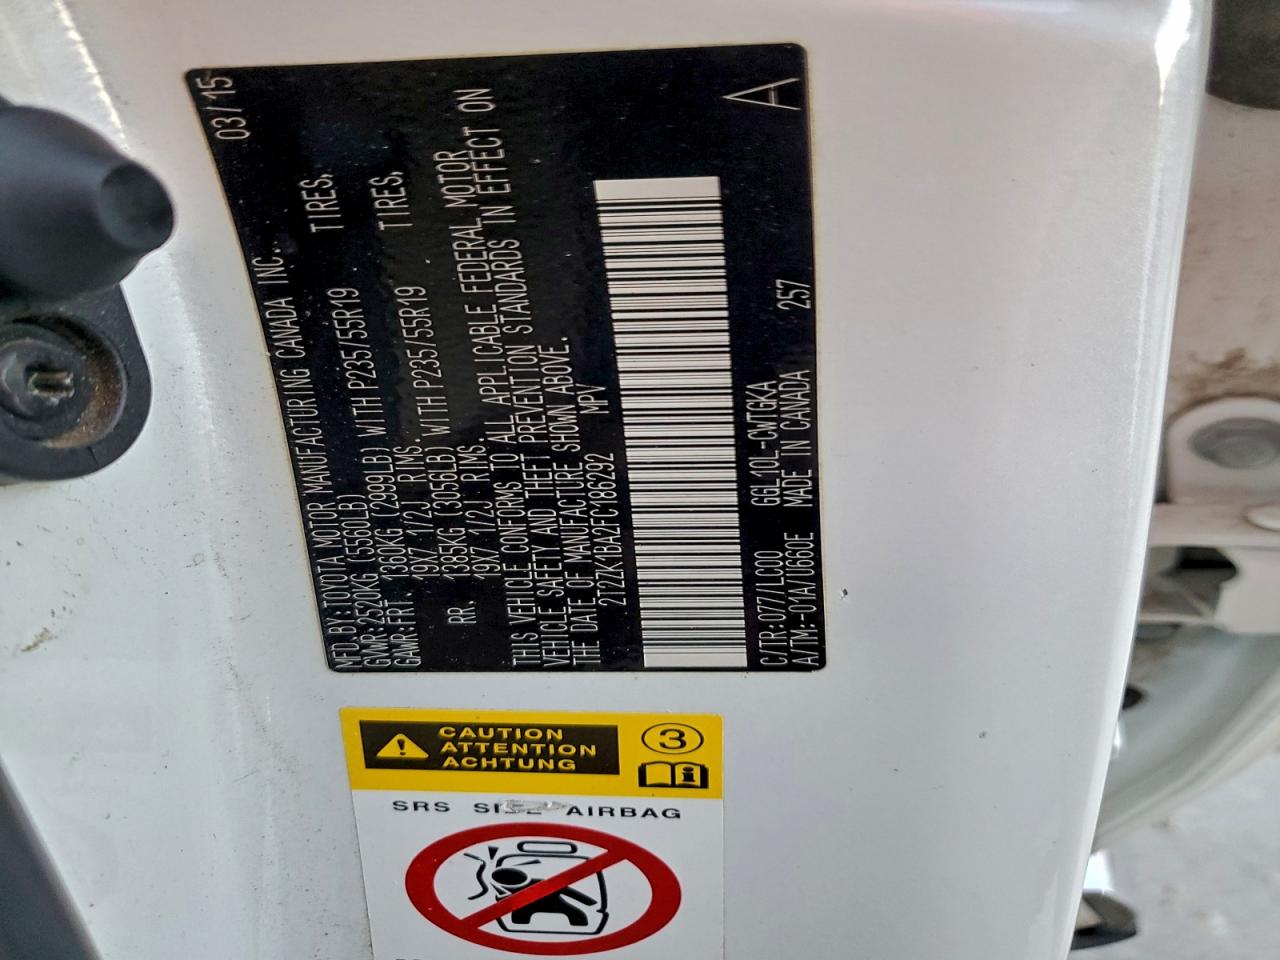 MFD.BY:TOYOTA MOTOR MANUFACTURING CANADA INC. 03/15
GVWR:2520KG (5560LB)
GAWR:FRT. 1360KG (2999LB) WITH P235/55R19 TIRES,
19X7 1/2J RIMS.
RR. 1385KG (3056LB) WITH P235/55R19 TIRES,
19X7 1/2J RIMS.
THIS VEHICLE CONFORMS TO ALL APPLICABLE FEDERAL MOTOR
VEHICLE SAFETY AND THEFT PREVENTION STANDARDS IN EFFECT ON
THE DATE OF MANUFACTURE SHOWN ABOVE.
2T2ZK1BA2FC186292 MPV
A
C/TR:077/LC00 GGL10L-CWTGKA
A/TM:-01A/U660E MADE IN CANADA 257
CAUTION
ATTENTION
ACHTUNG
3
SRS SIDE AIRBAG